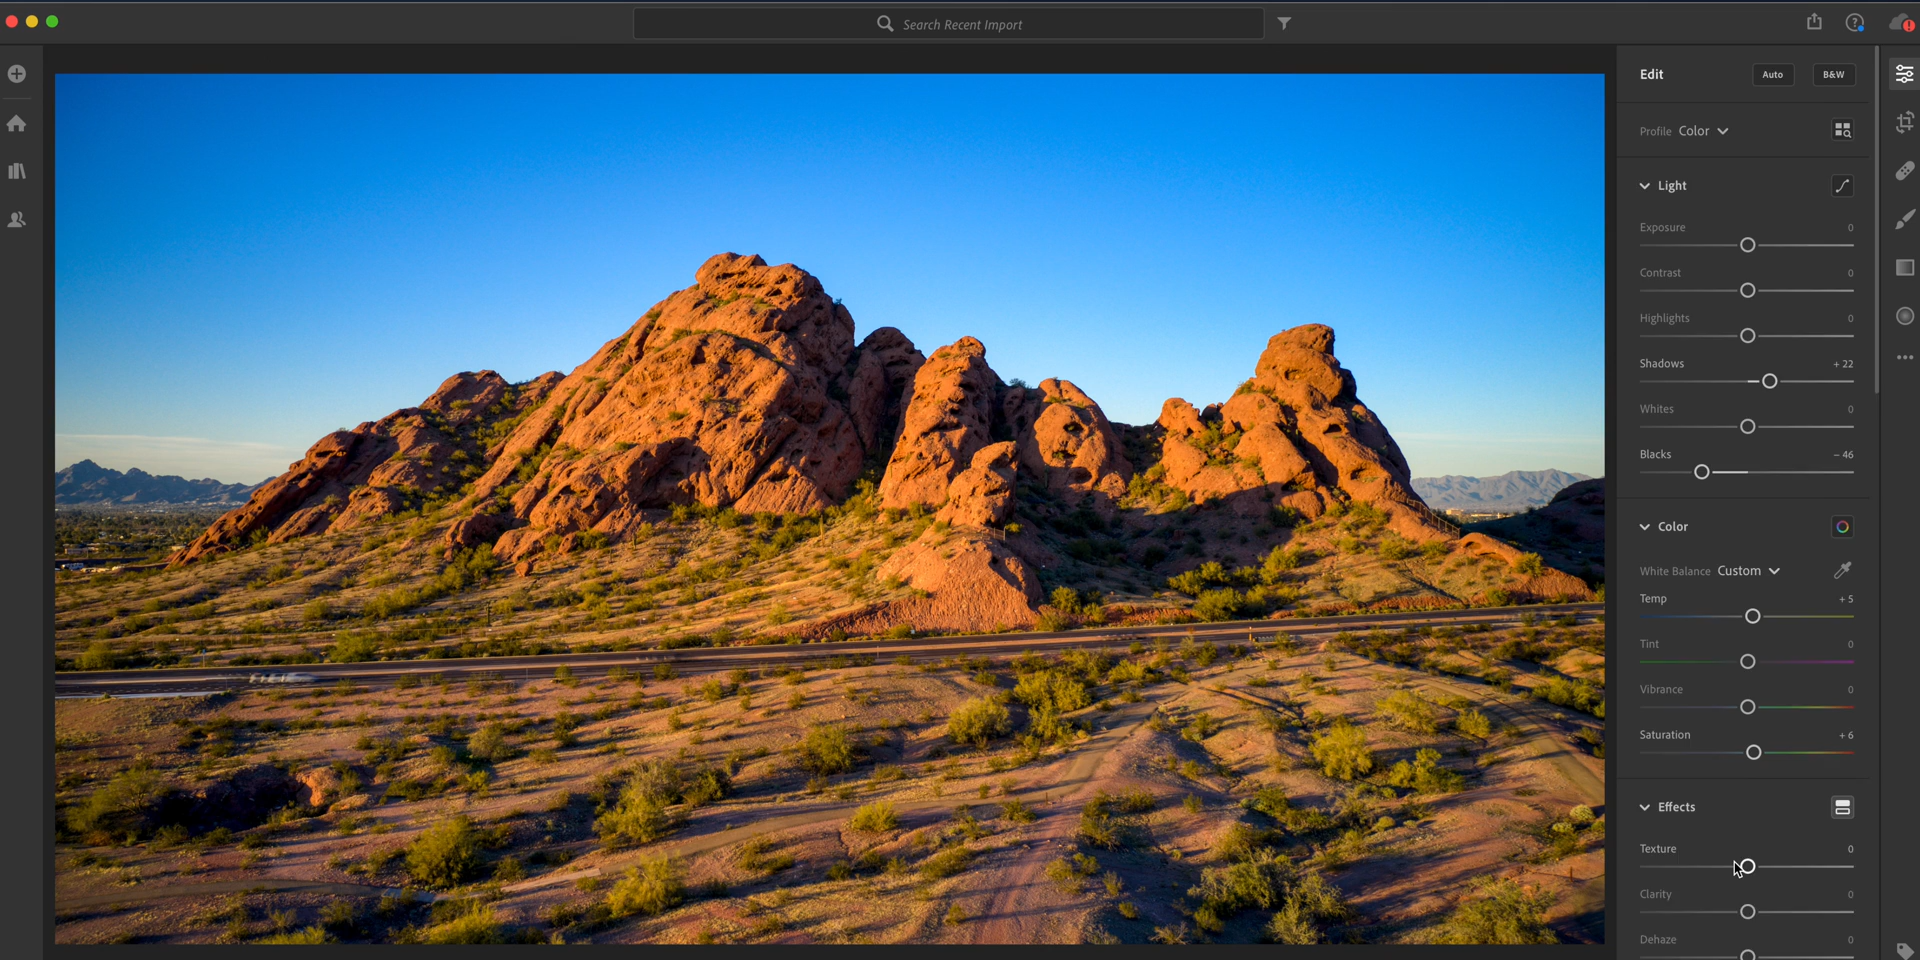 Search Recent Import
Edit
Auto
B&W
Profile Color
Light
Exposure 0
Contrast 0
Highlights 0
Shadows + 22
Whites 0
Blacks – 46
Color
White Balance Custom
Temp + 5
Tint 0
Vibrance 0
Saturation + 6
Effects
Texture 0
Clarity 0
Dehaze 0